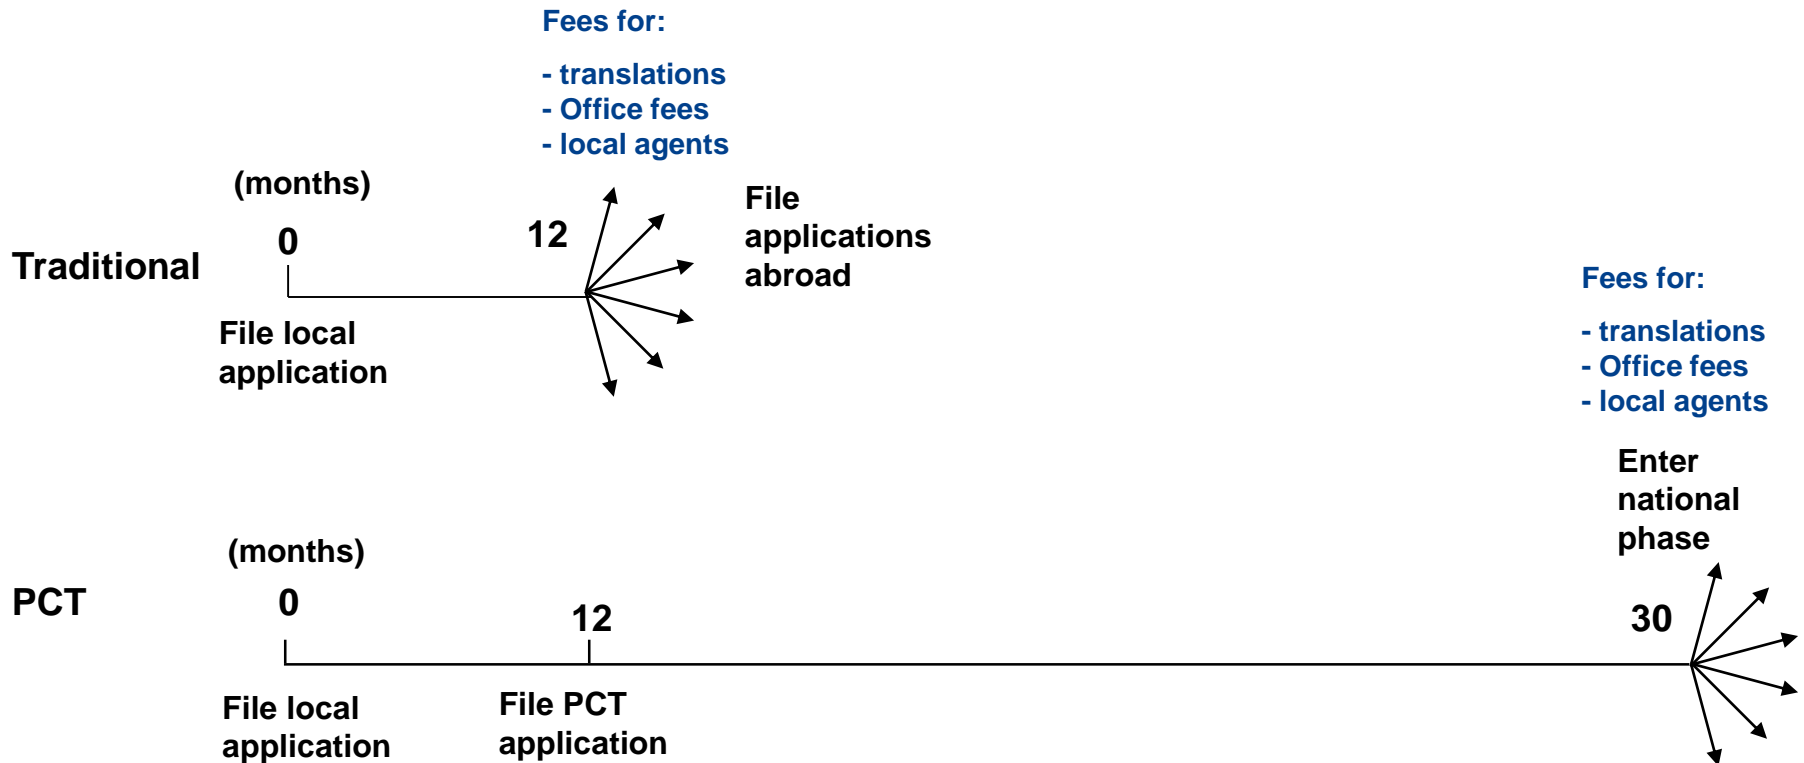 Fees for:
- translations
- Office fees
- local agents
(months)
0
12
File
applications
abroad
Traditional
File local
application
Fees for:
- translations
- Office fees
- local agents
Enter
national
phase
(months)
PCT
0
12
30
File local
application
File PCT
application